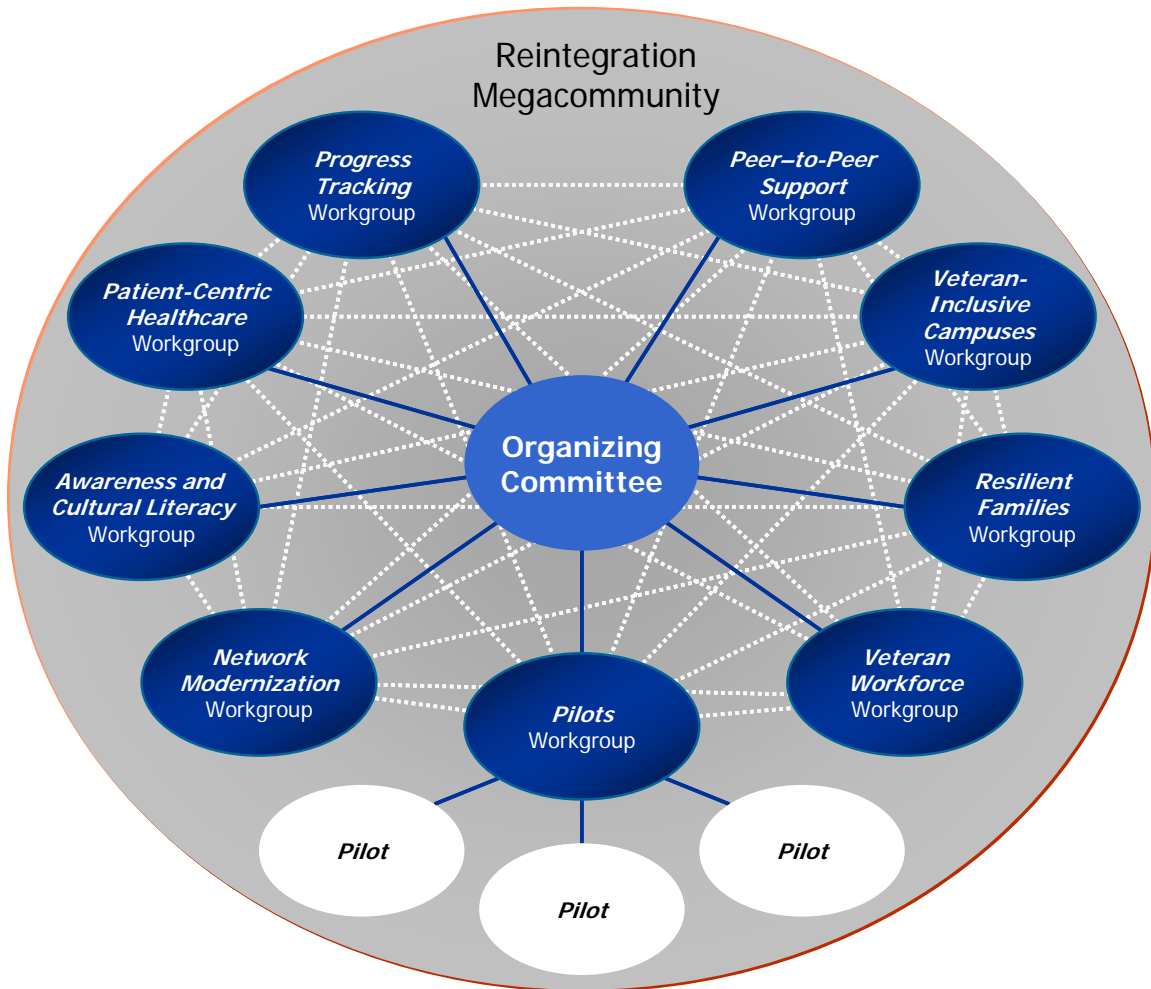 Reintegration
Megacommunity
Progress
Tracking
Workgroup
Peer–to-Peer
Support
Workgroup
Patient-Centric
Healthcare
Workgroup
Veteran-
Inclusive
Campuses
Workgroup
Organizing
Committee
Awareness and
Cultural Literacy
Workgroup
Resilient
Families
Workgroup
Network
Modernization
Workgroup
Pilots
Workgroup
Veteran
Workforce
Workgroup
Pilot
Pilot
Pilot